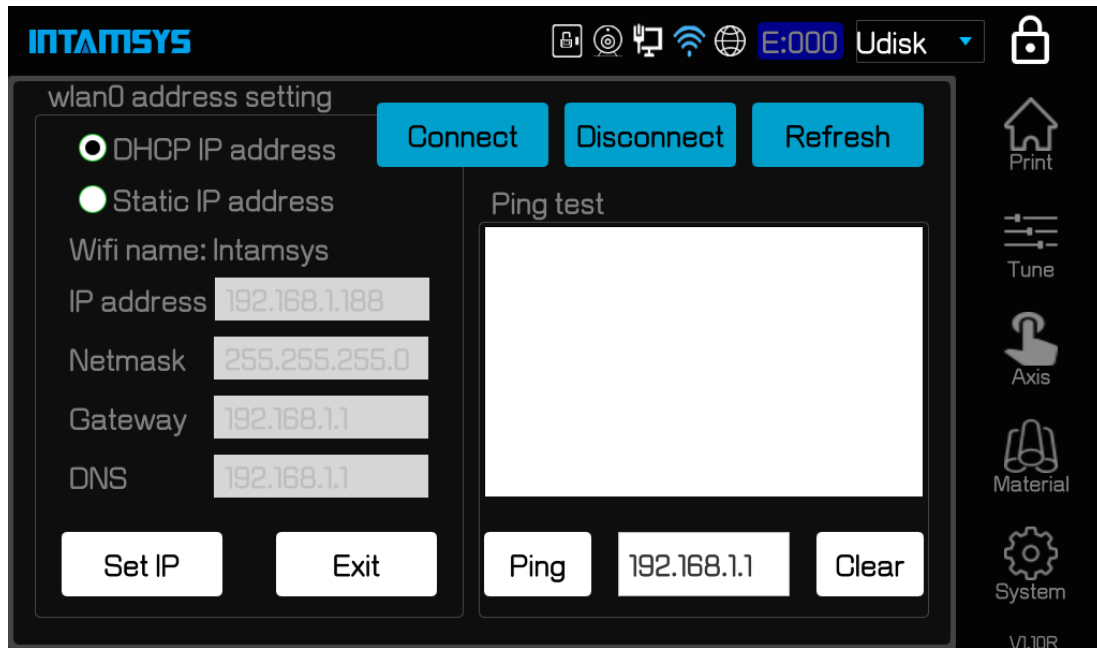 INTAMSYS
E:000 Udisk
wlan0 address setting
Connect Disconnect Refresh
DHCP IP address
Static IP address
Wifi name: Intamsys
IP address 192.168.1.188
Netmask 255.255.255.0
Gateway 192.168.1.1
DNS 192.168.1.1
Set IP Exit
Ping test
Ping 192.168.1.1 Clear
Print
Tune
Axis
Material
System
V1.10R